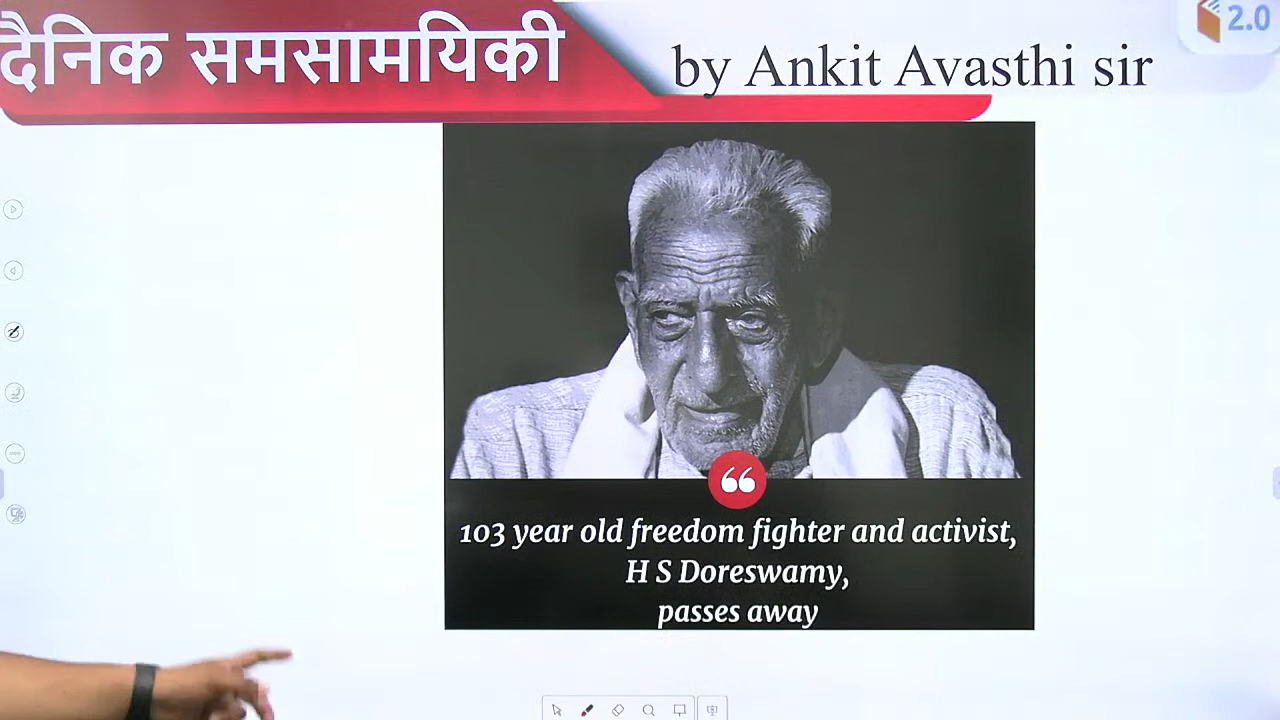 दैनिक समसामयिकी
by Ankit Avasthi sir
2.0
103 year old freedom fighter and activist,
H S Doreswamy,
passes away